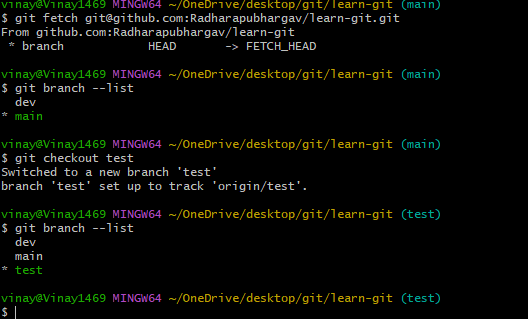 vinay@Vinay1469 MINGW64 ~/OneDrive/desktop/git/learn-git (main)
$ git fetch git@github.com:Radharapubhargav/learn-git.git
From github.com:Radharapubhargav/learn-git
 * branch            HEAD       -> FETCH_HEAD

vinay@Vinay1469 MINGW64 ~/OneDrive/desktop/git/learn-git (main)
$ git branch --list
  dev
* main

vinay@Vinay1469 MINGW64 ~/OneDrive/desktop/git/learn-git (main)
$ git checkout test
Switched to a new branch 'test'
branch 'test' set up to track 'origin/test'.

vinay@Vinay1469 MINGW64 ~/OneDrive/desktop/git/learn-git (test)
$ git branch --list
  dev
  main
* test

vinay@Vinay1469 MINGW64 ~/OneDrive/desktop/git/learn-git (test)
$